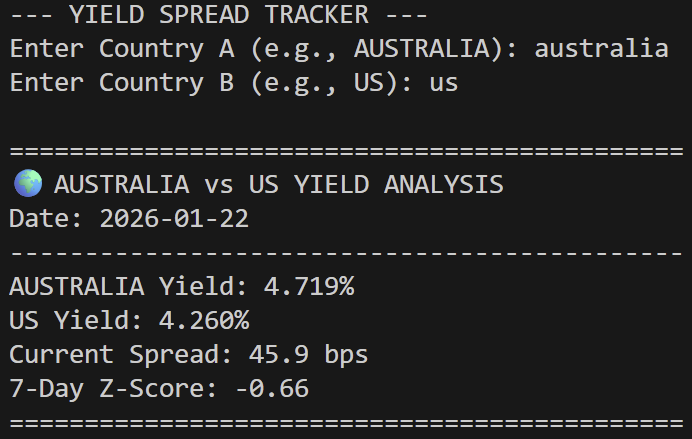 --- YIELD SPREAD TRACKER ---
Enter Country A (e.g., AUSTRALIA): australia
Enter Country B (e.g., US): us
=============================================
🌍 AUSTRALIA vs US YIELD ANALYSIS
Date: 2026-01-22
---------------------------------------------
AUSTRALIA Yield: 4.719%
US Yield: 4.260%
Current Spread: 45.9 bps
7-Day Z-Score: -0.66
=============================================